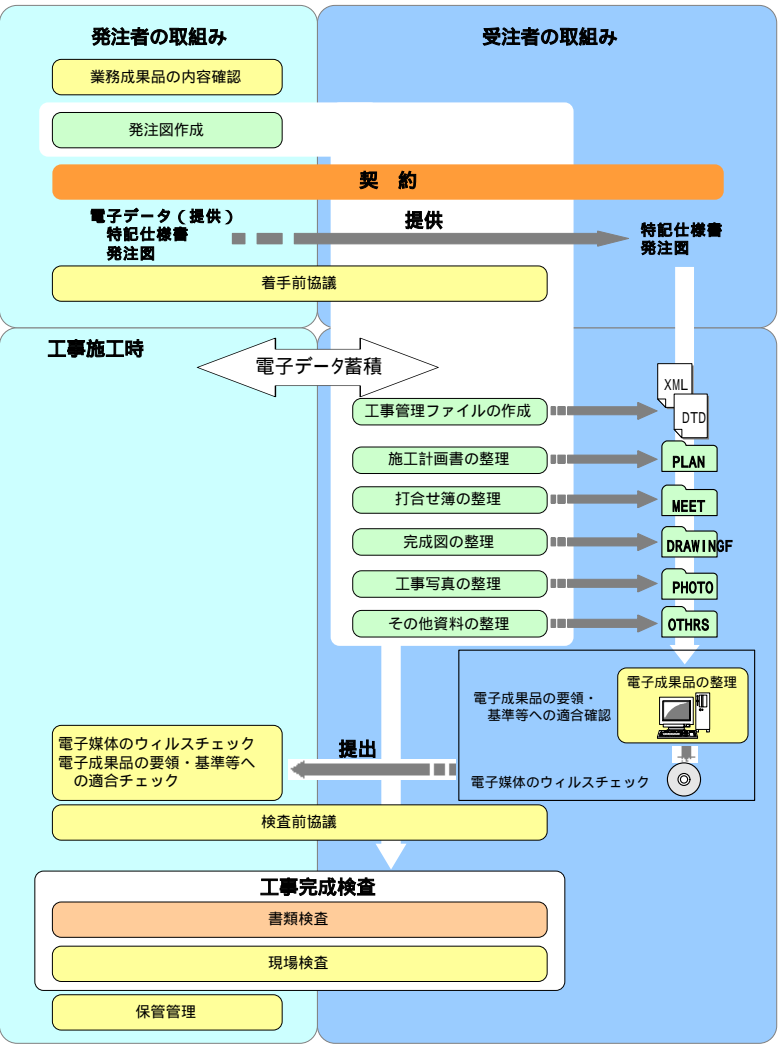 発注者の取組み
受注者の取組み
業務成果品の内容確認
発注図作成
契 約
電子データ(提供)
特記仕様書
発注図
提供
特記仕様書
発注図
着手前協議
工事施工時
電子データ蓄積
XML
DTD
工事管理ファイルの作成
施工計画書の整理
PLAN
打合せ簿の整理
MEET
完成図の整理
DRAWINGF
工事写真の整理
PHOTO
その他資料の整理
OTHRS
電子成果品の整理
電子成果品の要領・
基準等への適合確認
電子媒体のウィルスチェック
提出
電子媒体のウィルスチェック
電子成果品の要領・基準等へ
の適合チェック
検査前協議
工事完成検査
書類検査
現場検査
保管管理